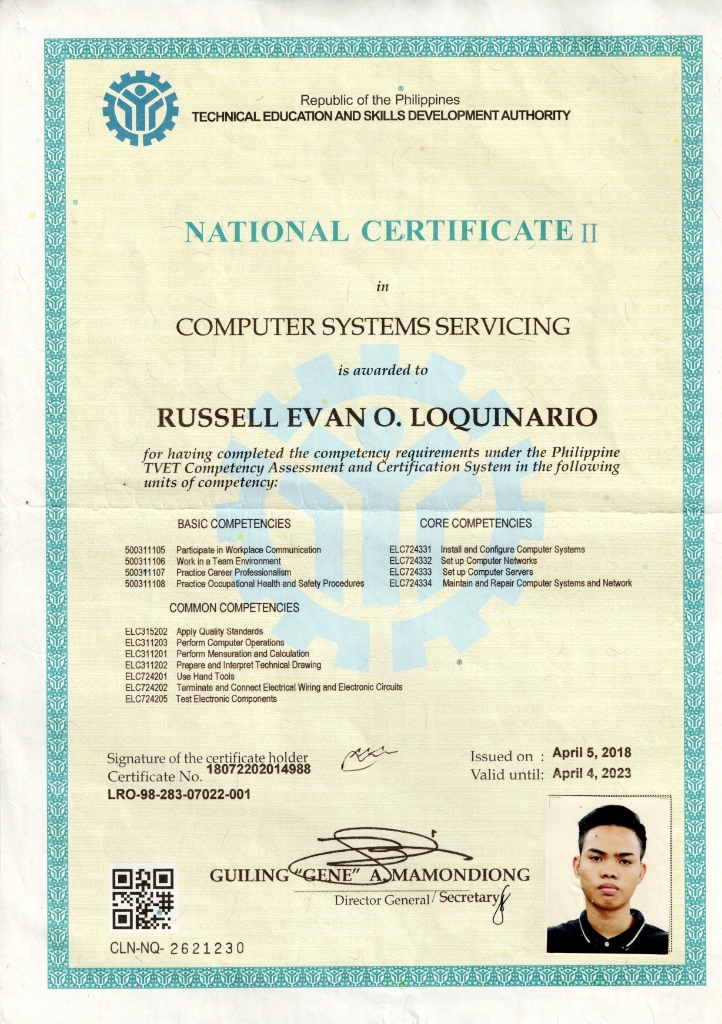 Republic of the Philippines
TECHNICAL EDUCATION AND SKILLS DEVELOPMENT AUTHORITY
NATIONAL CERTIFICATE II
in
COMPUTER SYSTEMS SERVICING
is awarded to
RUSSELL EVAN O. LOQUINARIO
for having completed the competency requirements under the Philippine
TVET Competency Assessment and Certification System in the following
units of competency:
BASIC COMPETENCIES
500311105 Participate in Workplace Communication
500311106 Work in a Team Environment
500311107 Practice Career Professionalism
500311108 Practice Occupational Health and Safety Procedures
CORE COMPETENCIES
ELC724331 Install and Configure Computer Systems
ELC724332 Set up Computer Networks
ELC724333 Set up Computer Servers
ELC724334 Maintain and Repair Computer Systems and Network
COMMON COMPETENCIES
ELC315202 Apply Quality Standards
ELC311203 Perform Computer Operations
ELC311201 Perform Mensuration and Calculation
ELC311202 Prepare and Interpret Technical Drawing
ELC724201 Use Hand Tools
ELC724202 Terminate and Connect Electrical Wiring and Electronic Circuits
ELC724205 Test Electronic Components
Signature of the certificate holder
Certificate No. 18072202014988
LRO-98-283-07022-001
Issued on : April 5, 2018
Valid until: April 4, 2023
GUILING "GENE" A. MAMONDIONG
Director General / Secretary
CLN-NQ- 2621230